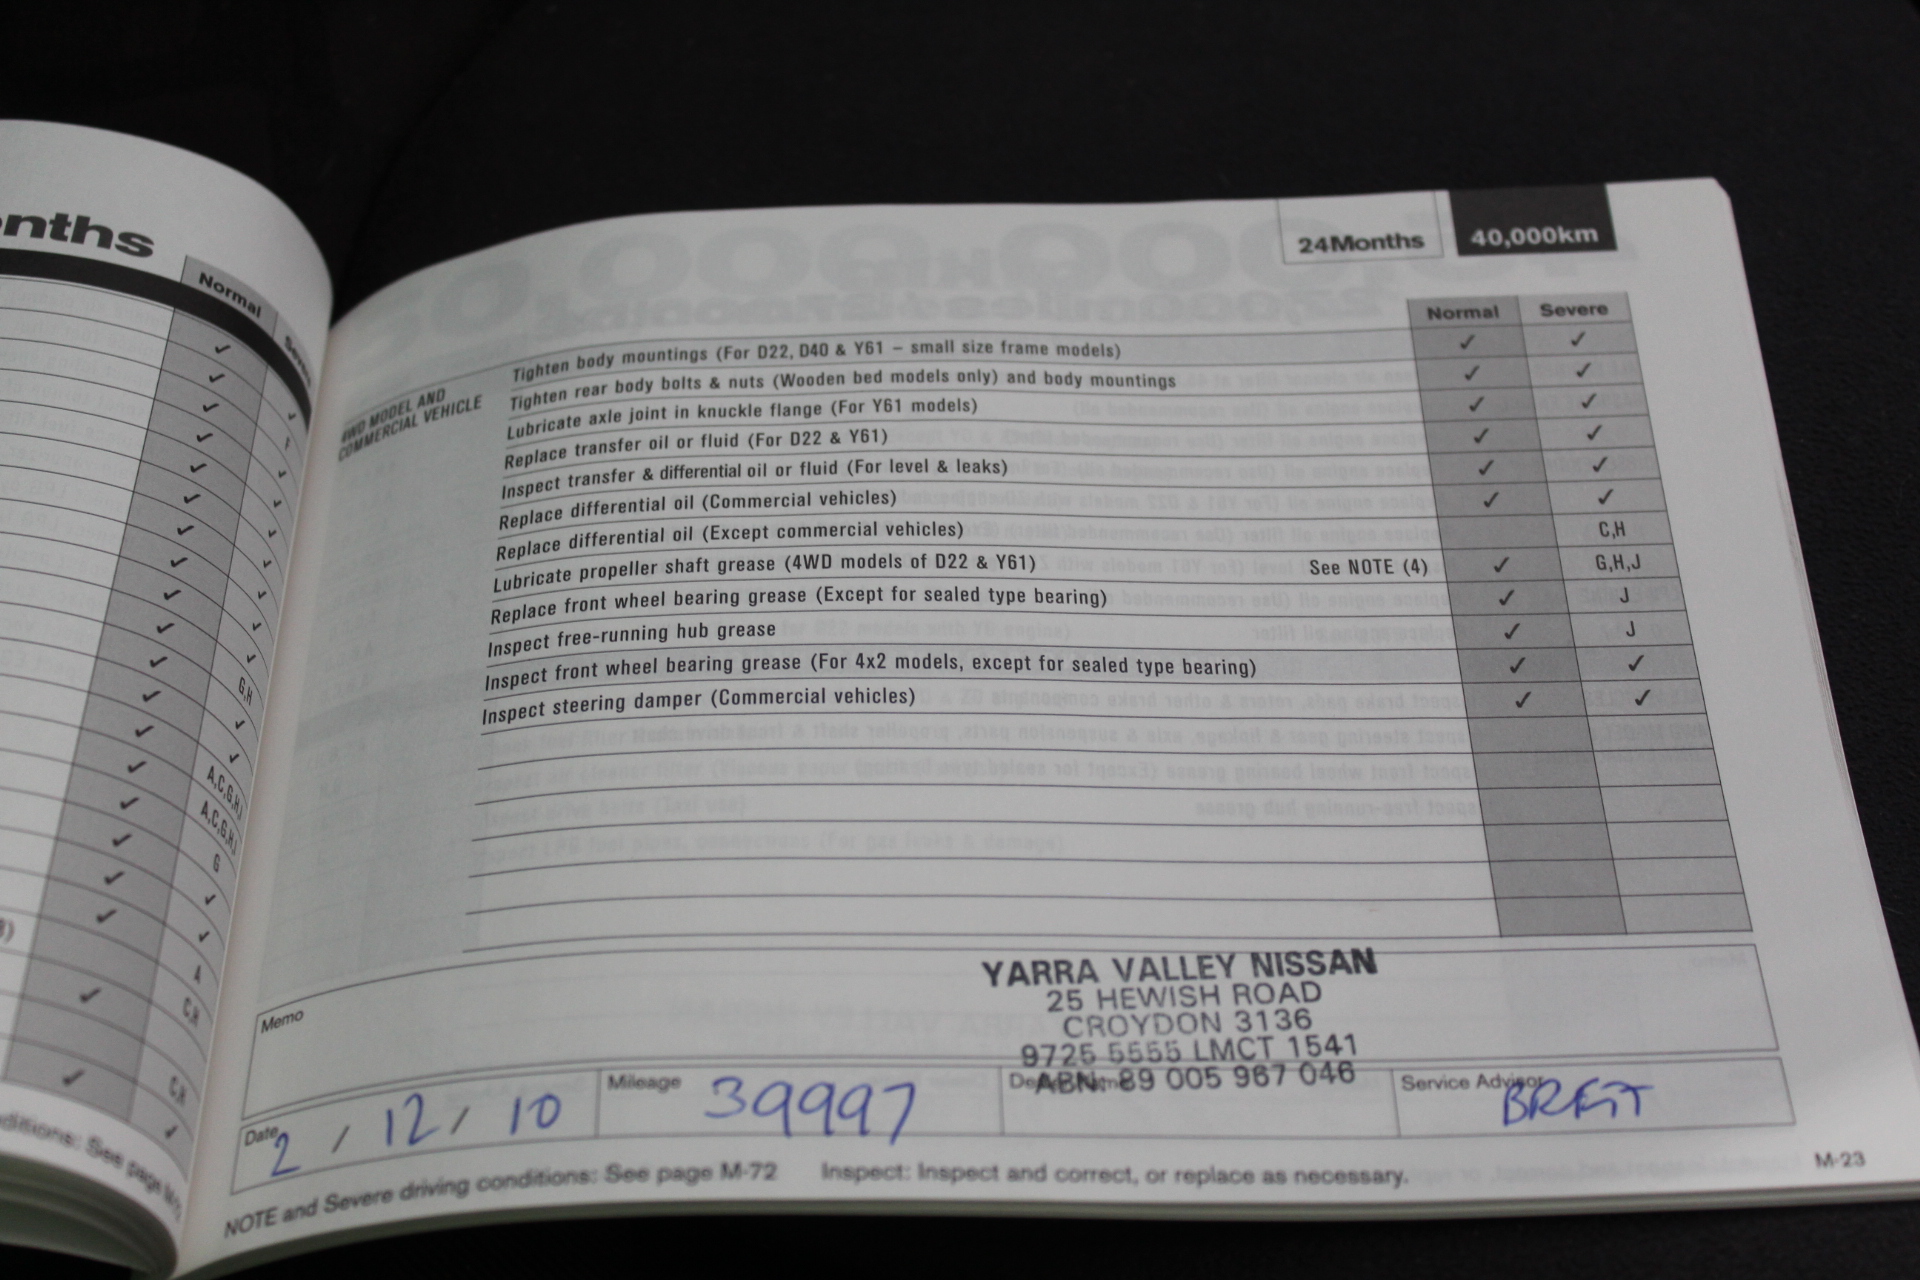 nths
Normal
G,H
A,C,G,H,J
A,C,G,H,J
G
A
C,H
C,H
24Months 40,000km
Normal Severe
4WD MODEL AND
COMMERCIAL VEHICLE
Tighten body mountings (For D22, D40 & Y61 – small size frame models) ✓ ✓
Tighten rear body bolts & nuts (Wooden bed models only) and body mountings ✓ ✓
Lubricate axle joint in knuckle flange (For Y61 models) ✓ ✓
Replace transfer oil or fluid (For D22 & Y61) ✓ ✓
Inspect transfer & differential oil or fluid (For level & leaks) ✓ ✓
Replace differential oil (Commercial vehicles) ✓ ✓
Replace differential oil (Except commercial vehicles) C,H
Lubricate propeller shaft grease (4WD models of D22 & Y61) See NOTE (4) ✓ G,H,J
Replace front wheel bearing grease (Except for sealed type bearing) ✓ J
Inspect free-running hub grease ✓ J
Inspect front wheel bearing grease (For 4x2 models, except for sealed type bearing) ✓ ✓
Inspect steering damper (Commercial vehicles) ✓ ✓
Memo
YARRA VALLEY NISSAN
25 HEWISH ROAD
CROYDON 3136
9725 5555 LMCT 1541
ABN: 89 005 967 046
Date 2 / 12 / 10
Mileage 39997
Service Advisor
NOTE and Severe driving conditions: See page M-72 Inspect: Inspect and correct, or replace as necessary.
M-23